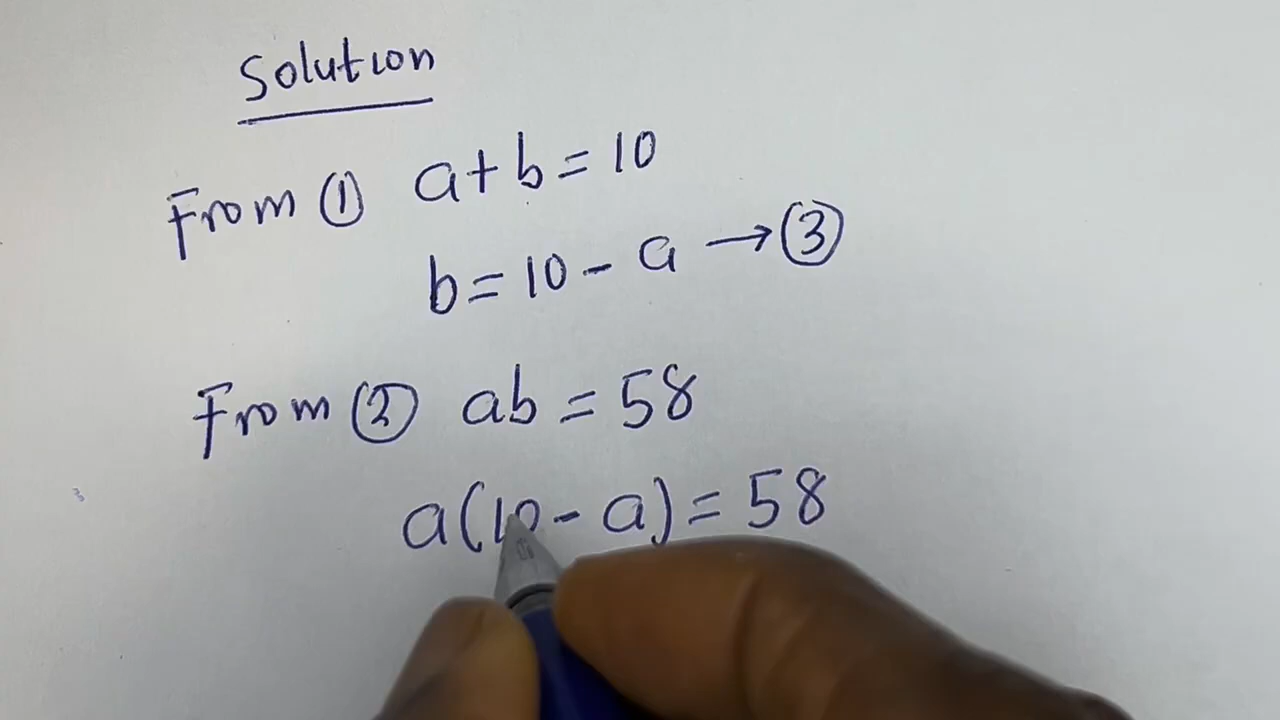 Solution
From ① a+b=10
b=10-a →③
From ② ab=58
a(10-a)=58